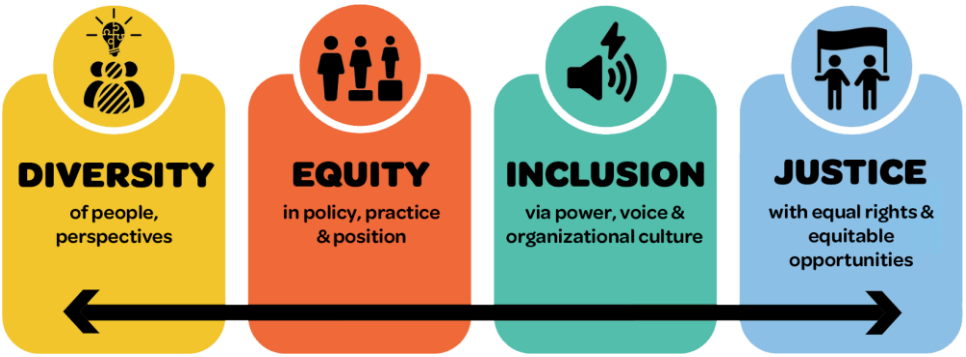 DIVERSITY
of people,
perspectives
EQUITY
in policy, practice
& position
INCLUSION
via power, voice &
organizational culture
JUSTICE
with equal rights &
equitable
opportunities